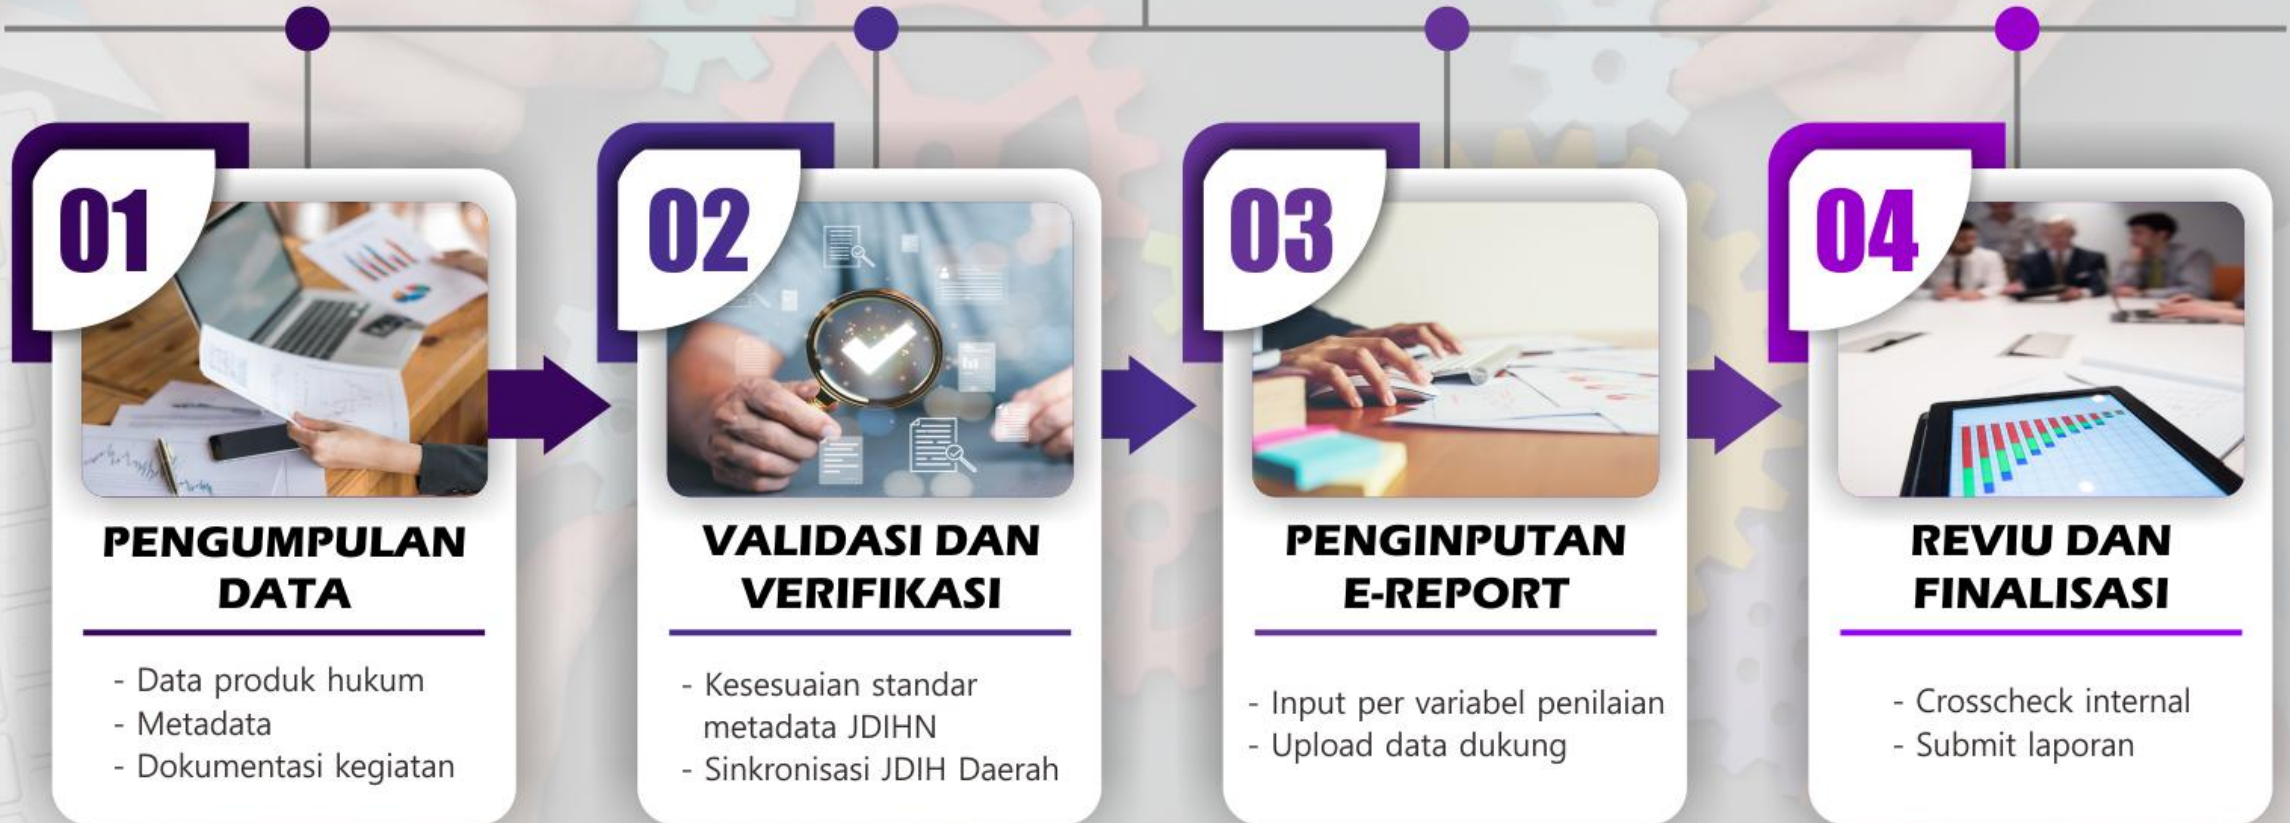 01
PENGUMPULAN
DATA
- Data produk hukum
- Metadata
- Dokumentasi kegiatan
02
VALIDASI DAN
VERIFIKASI
- Kesesuaian standar
metadata JDIHN
- Sinkronisasi JDIH Daerah
03
PENGINPUTAN
E-REPORT
- Input per variabel penilaian
- Upload data dukung
04
REVIU DAN
FINALISASI
- Crosscheck internal
- Submit laporan